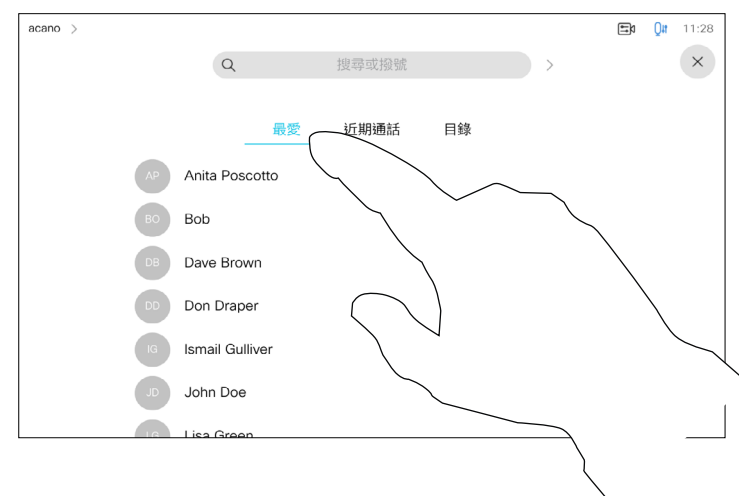 acano > 11:28
搜尋或撥號
最愛 近期通話 目錄
AP Anita Poscotto
BO Bob
DB Dave Brown
DD Don Draper
IG Ismail Gulliver
JD John Doe
LG Lisa Green